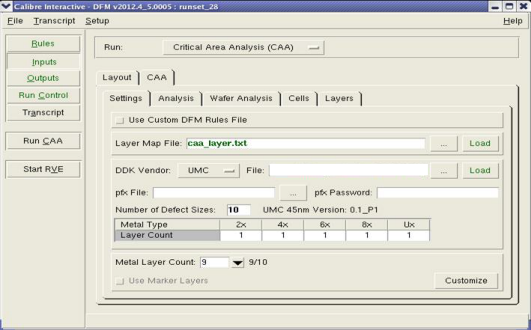 Calibre Interactive - DFM v2012.4_5.0005 : runset_28
File Transcript Setup Help
Rules
Inputs
Outputs
Run Control
Transcript
Run CAA
Start RVE
Run: Critical Area Analysis (CAA)
Layout CAA
Settings Analysis Wafer Analysis Cells Layers
Use Custom DFM Rules File
Layer Map File: caa_layer.txt ... Load
DDK Vendor: UMC File: ... Load
pfx File: ... pfx Password:
Number of Defect Sizes: 10 UMC 45nm Version: 0.1_P1
Metal Type 2x 4x 6x 8x Ux
Layer Count 1 1 1 1 1
Metal Layer Count: 9 9/10
Use Marker Layers Customize